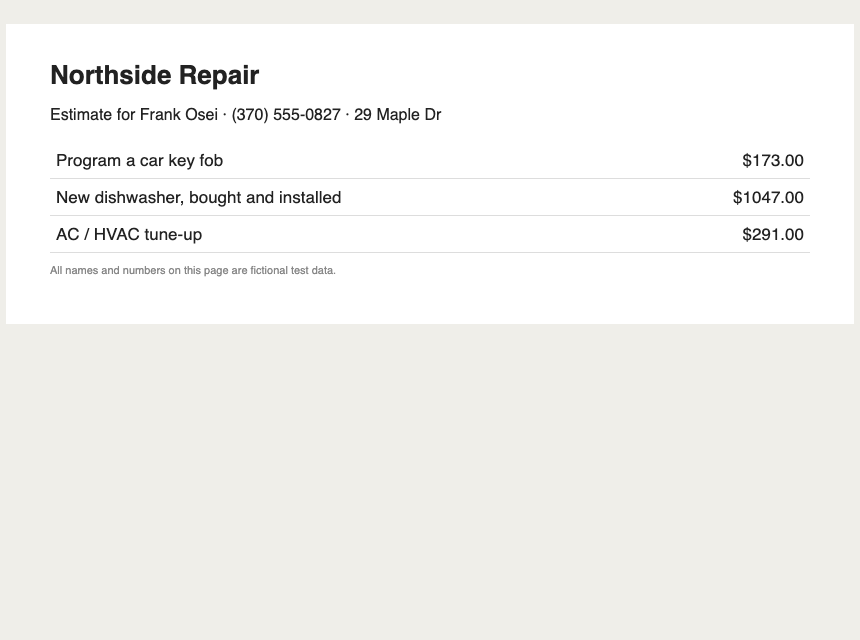 Northside Repair
Estimate for Frank Osei · (370) 555-0827 · 29 Maple Dr
Program a car key fob $173.00
New dishwasher, bought and installed $1047.00
AC / HVAC tune-up $291.00
All names and numbers on this page are fictional test data.